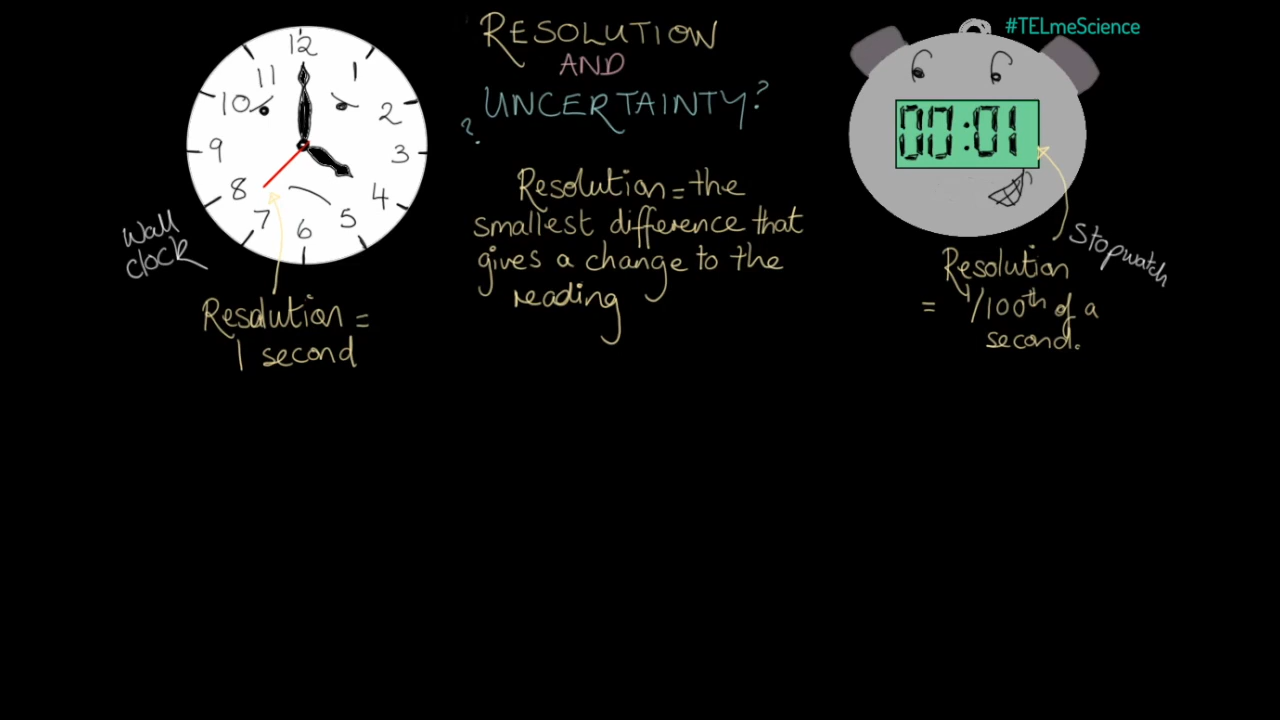 RESOLUTION
AND
UNCERTAINTY?
?
#TELmeScience
12
11
1
10
2
9
3
8
4
7
5
6
00:01
Wall
clock
Resolution =
1 second
Resolution = the
smallest difference that
gives a change to the
reading
Stopwatch
Resolution
= 1/100th of a
second.